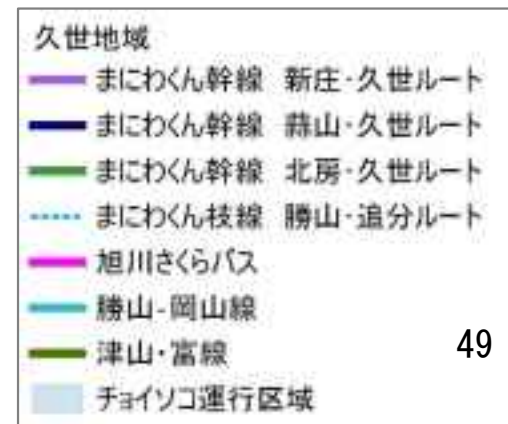 久世地域
まにわくん幹線 新庄・久世ルート
まにわくん幹線 蒜山・久世ルート
まにわくん幹線 北房・久世ルート
まにわくん枝線 勝山・追分ルート
旭川さくらバス
勝山-岡山線
津山・富線
49
チョイソコ運行区域